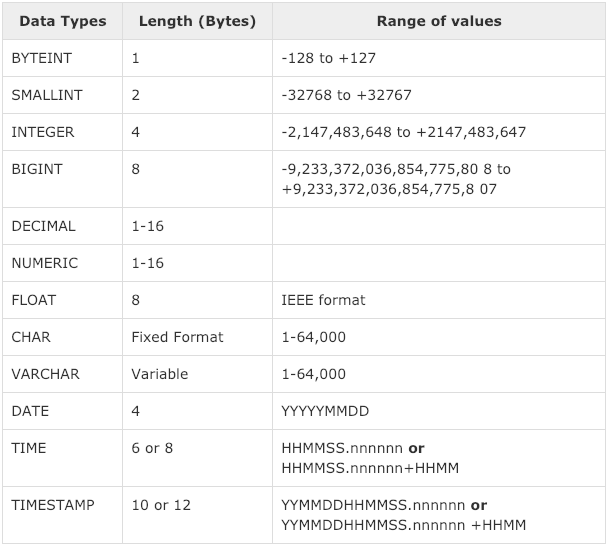 Data Types Length (Bytes) Range of values
BYTEINT 1 -128 to +127
SMALLINT 2 -32768 to +32767
INTEGER 4 -2,147,483,648 to +2147,483,647
BIGINT 8 -9,233,372,036,854,775,80 8 to
+9,233,372,036,854,775,8 07
DECIMAL 1-16
NUMERIC 1-16
FLOAT 8 IEEE format
CHAR Fixed Format 1-64,000
VARCHAR Variable 1-64,000
DATE 4 YYYYYMMDD
TIME 6 or 8 HHMMSS.nnnnnn or
HHMMSS.nnnnnn+HHMM
TIMESTAMP 10 or 12 YYMMDDHHMMSS.nnnnnn or
YYMMDDHHMMSS.nnnnnn +HHMM